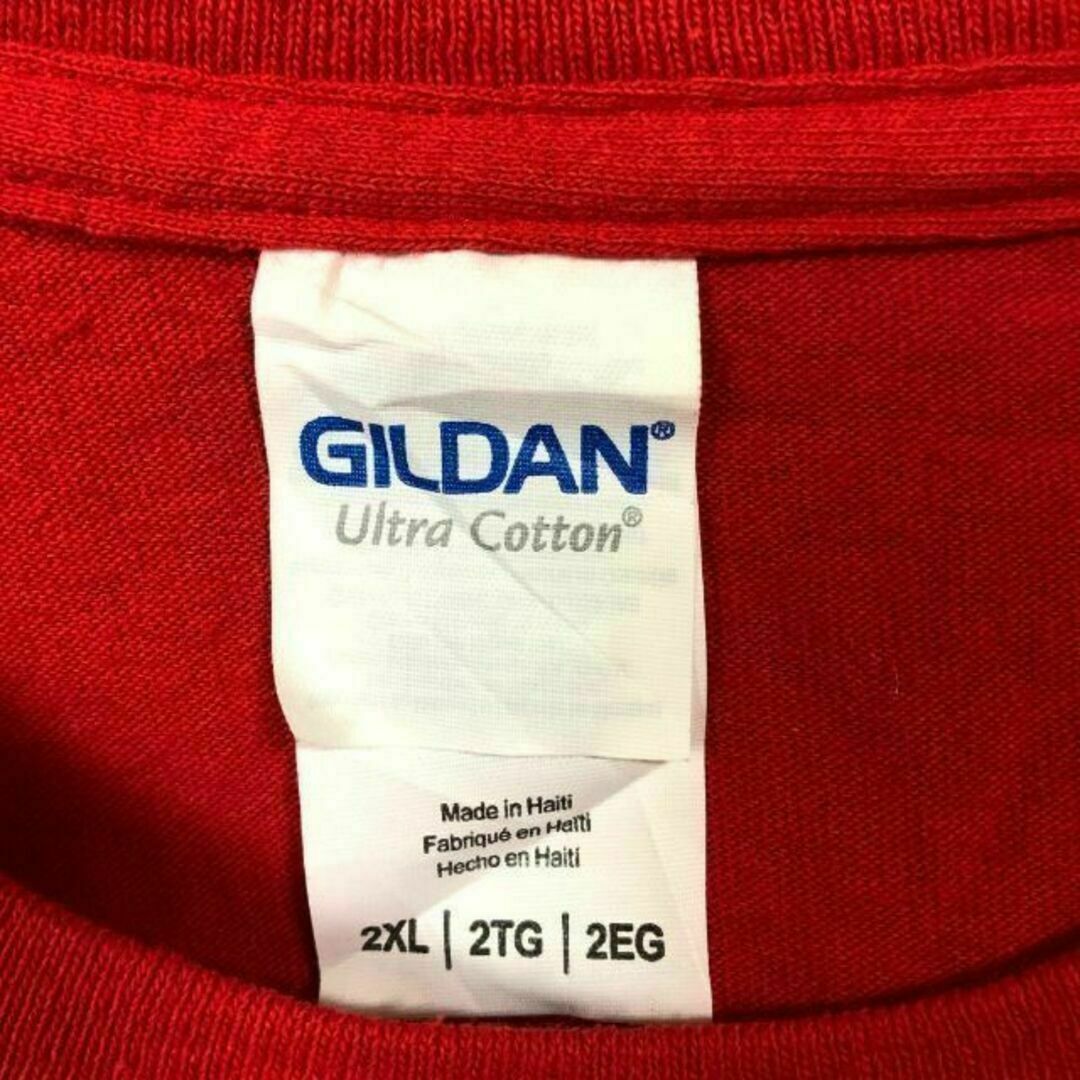 GILDAN®
Ultra Cotton®
Made in Haiti
Fabriqué en Haïti
Hecho en Haiti
2XL | 2TG | 2EG